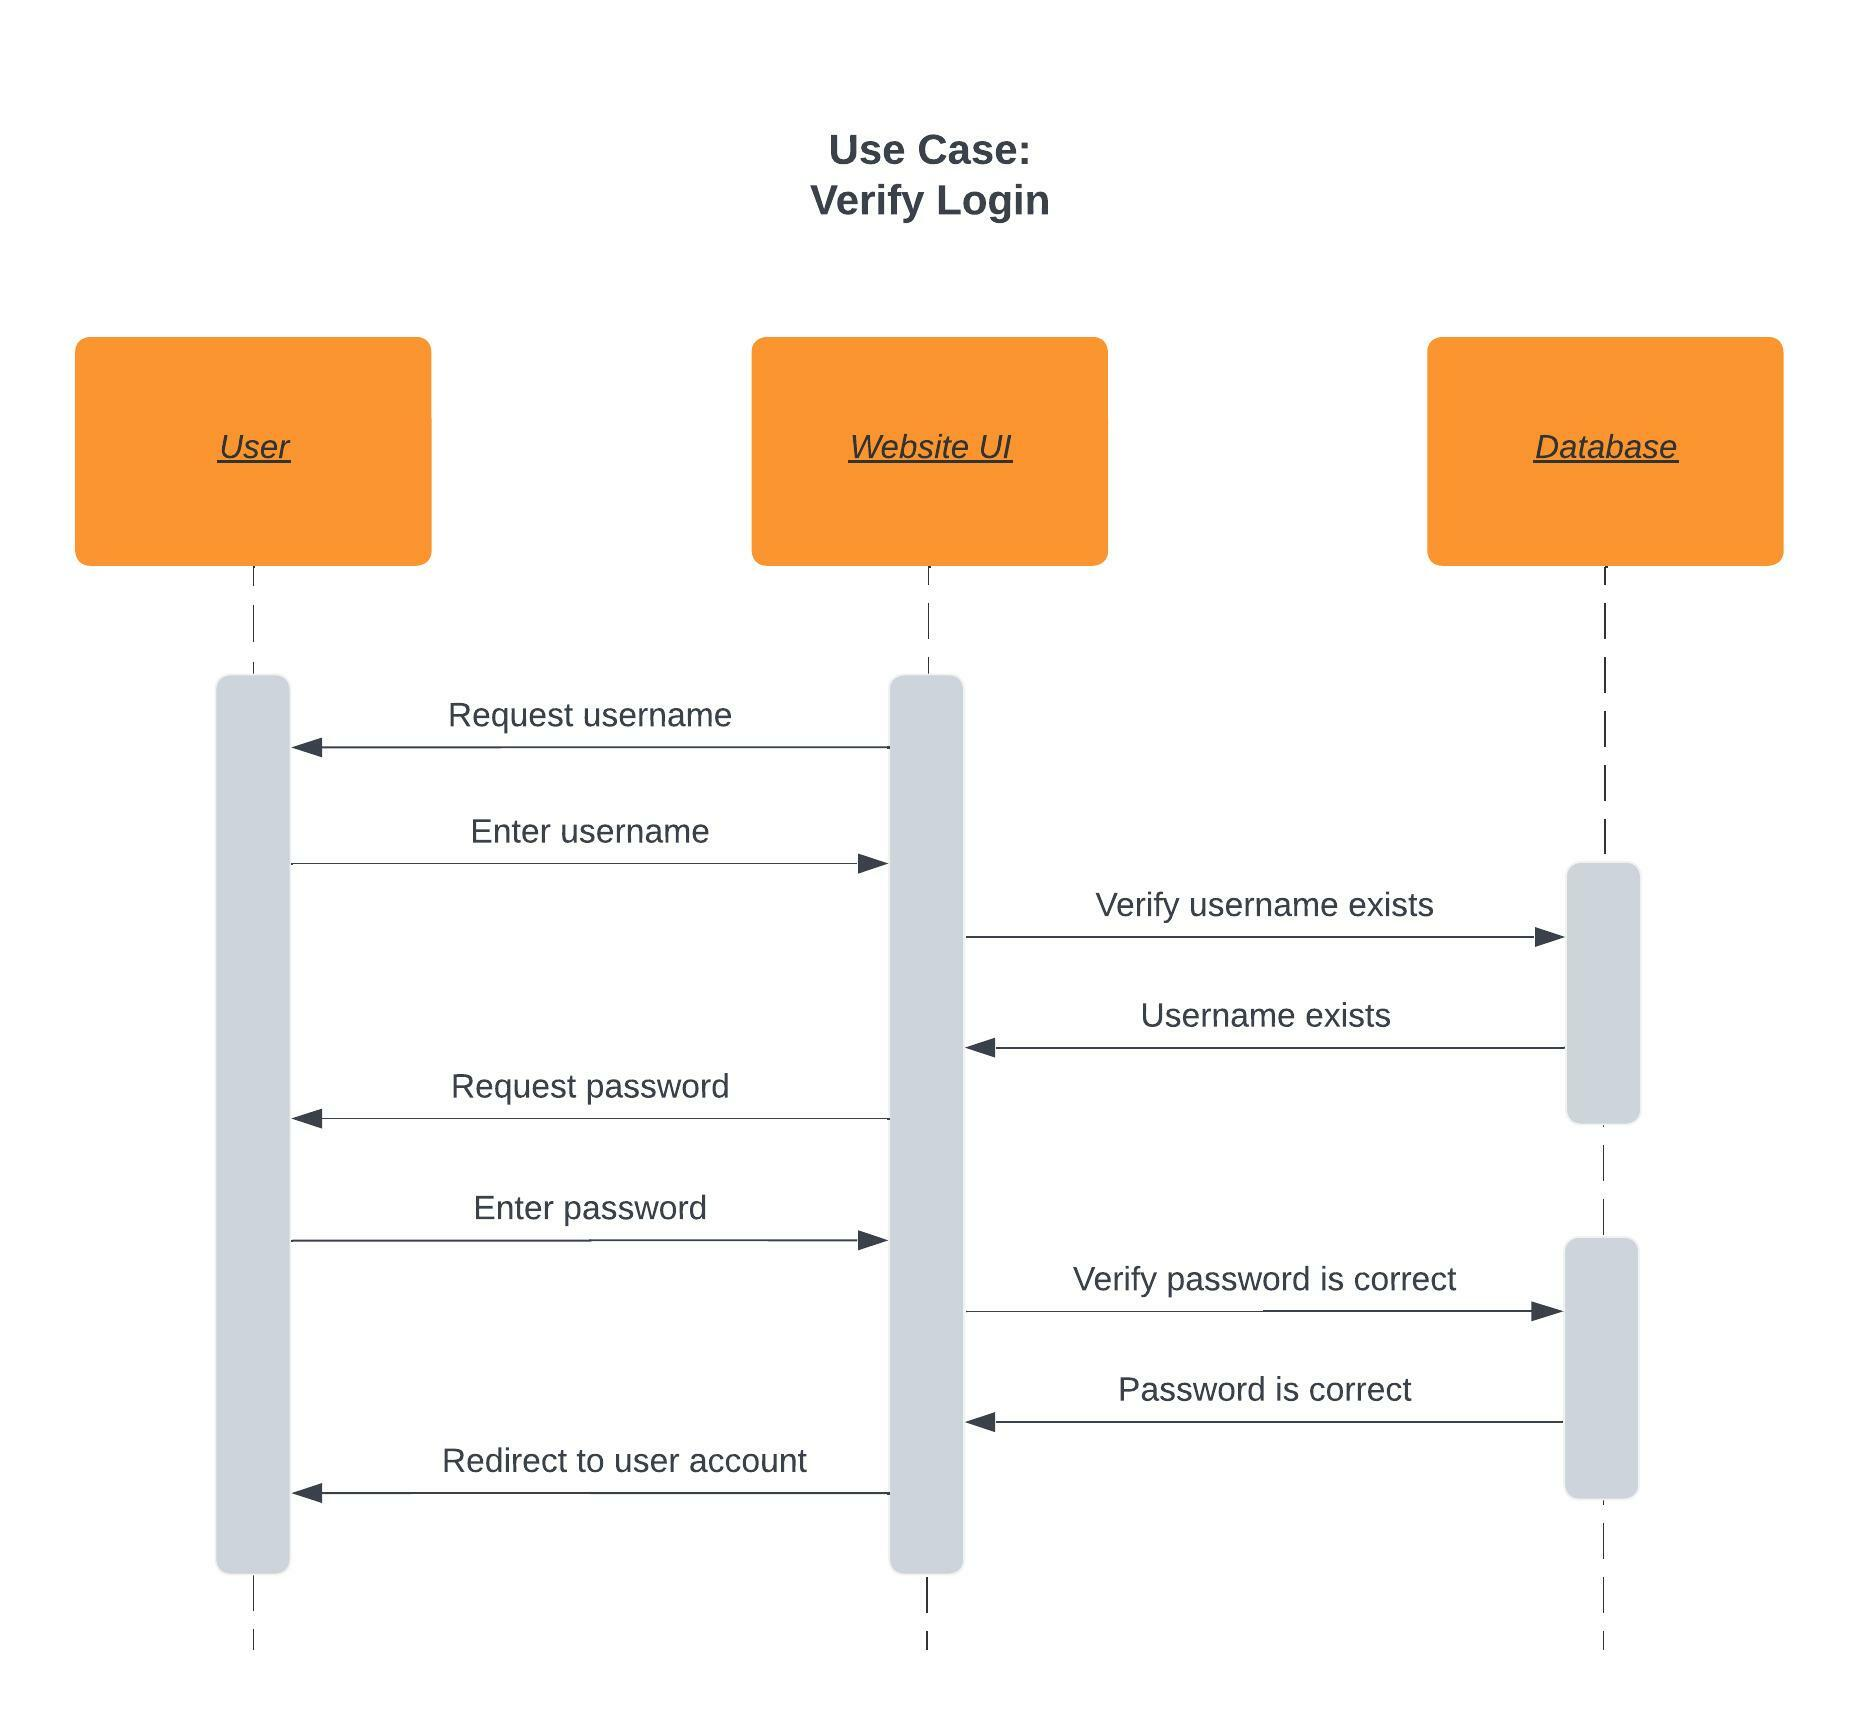 Use Case:
Verify Login
User
Website UI
Database
Request username
Enter username
Verify username exists
Username exists
Request password
Enter password
Verify password is correct
Password is correct
Redirect to user account